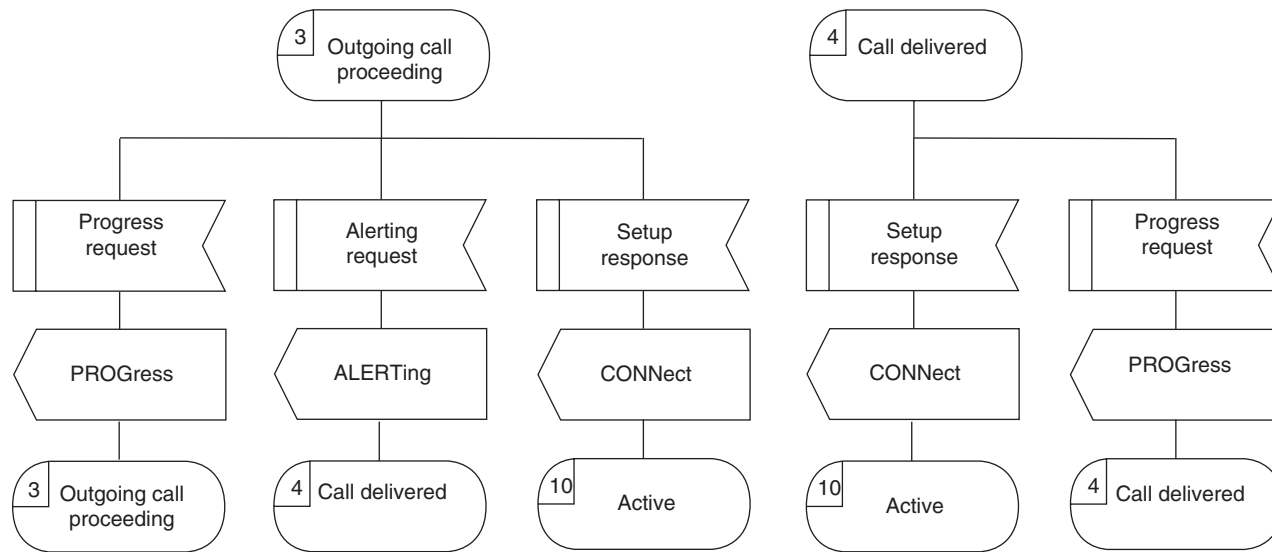 3
Outgoing call
proceeding
4
Call delivered
Progress
request
Alerting
request
Setup
response
Setup
response
Progress
request
PROGress
ALERTing
CONNect
CONNect
PROGress
3
Outgoing call
proceeding
4
Call delivered
10
Active
10
Active
4
Call delivered